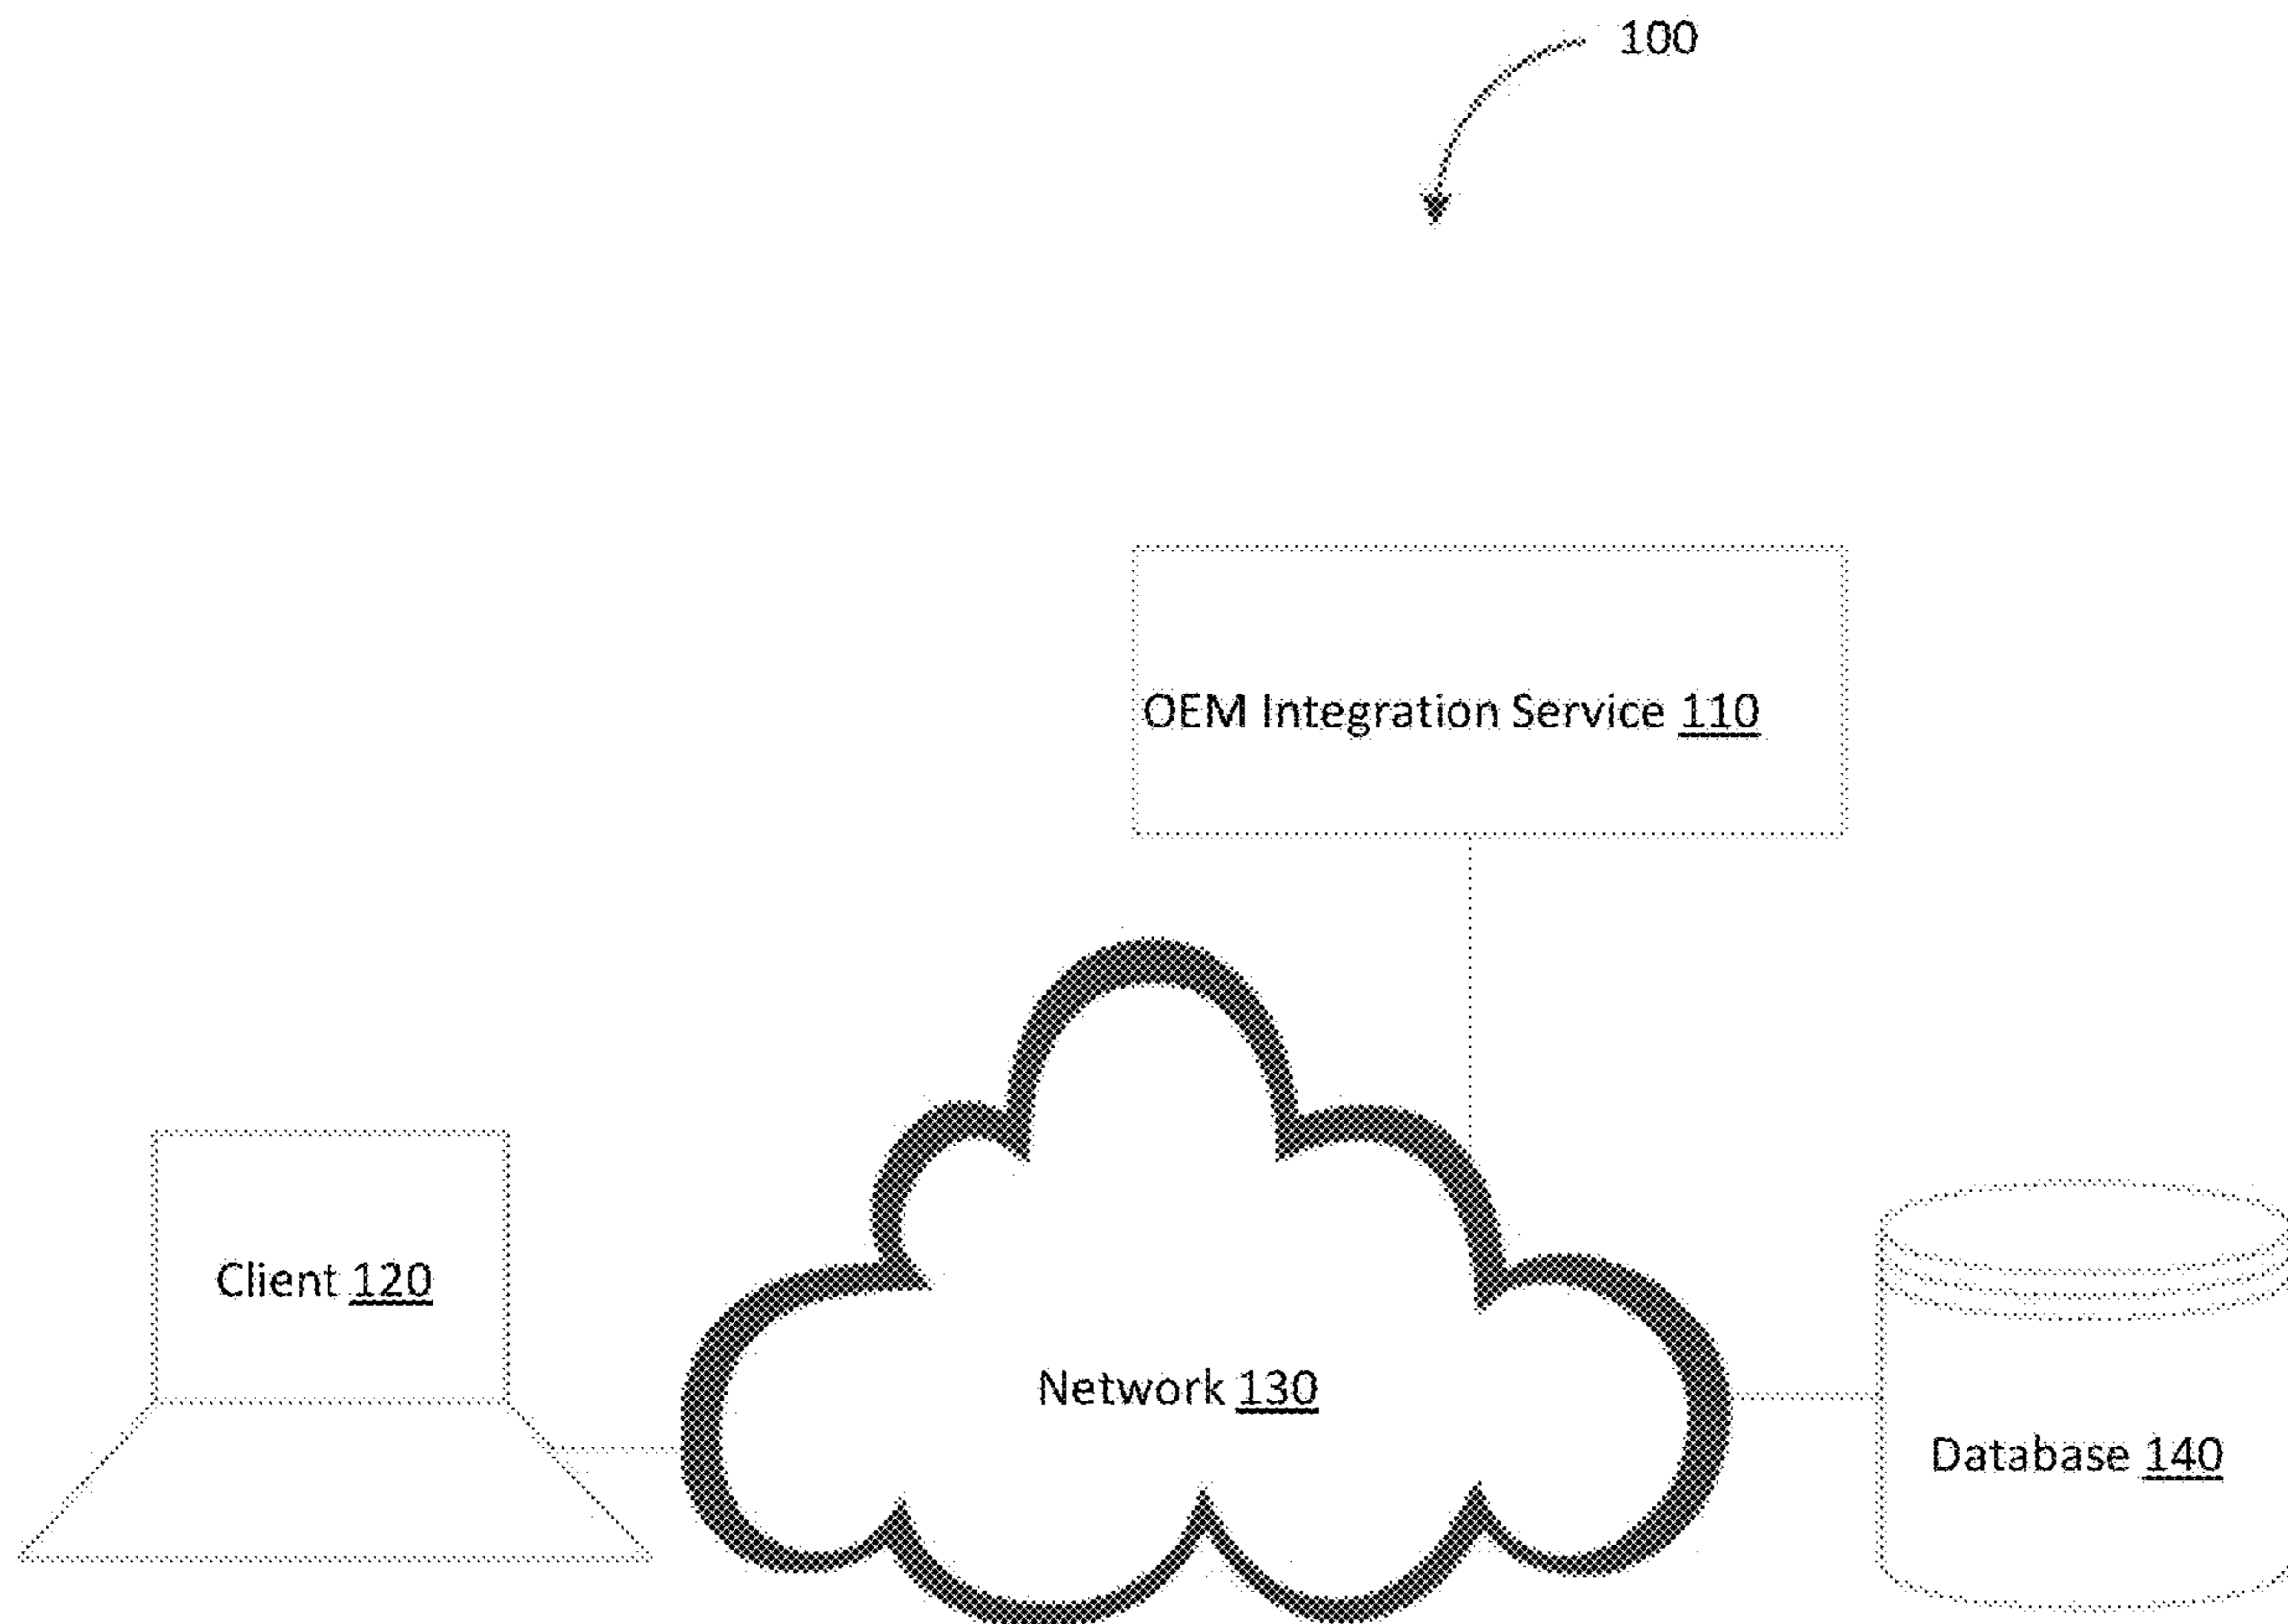 100
OEM Integration Service 110
Client 120
Network 130
Database 140